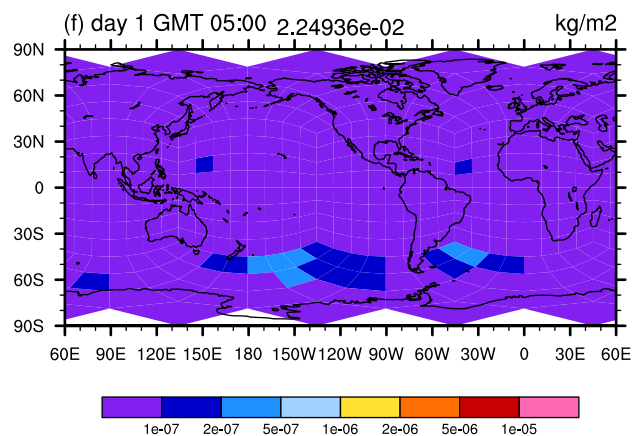 (f) day 1 GMT 05:00 2.24936e-02 kg/m2
90N
60N
30N
0
30S
60S
90S
60E 90E 120E 150E 180 150W 120W 90W 60W 30W 0 30E 60E
1e-07 2e-07 5e-07 1e-06 2e-06 5e-06 1e-05